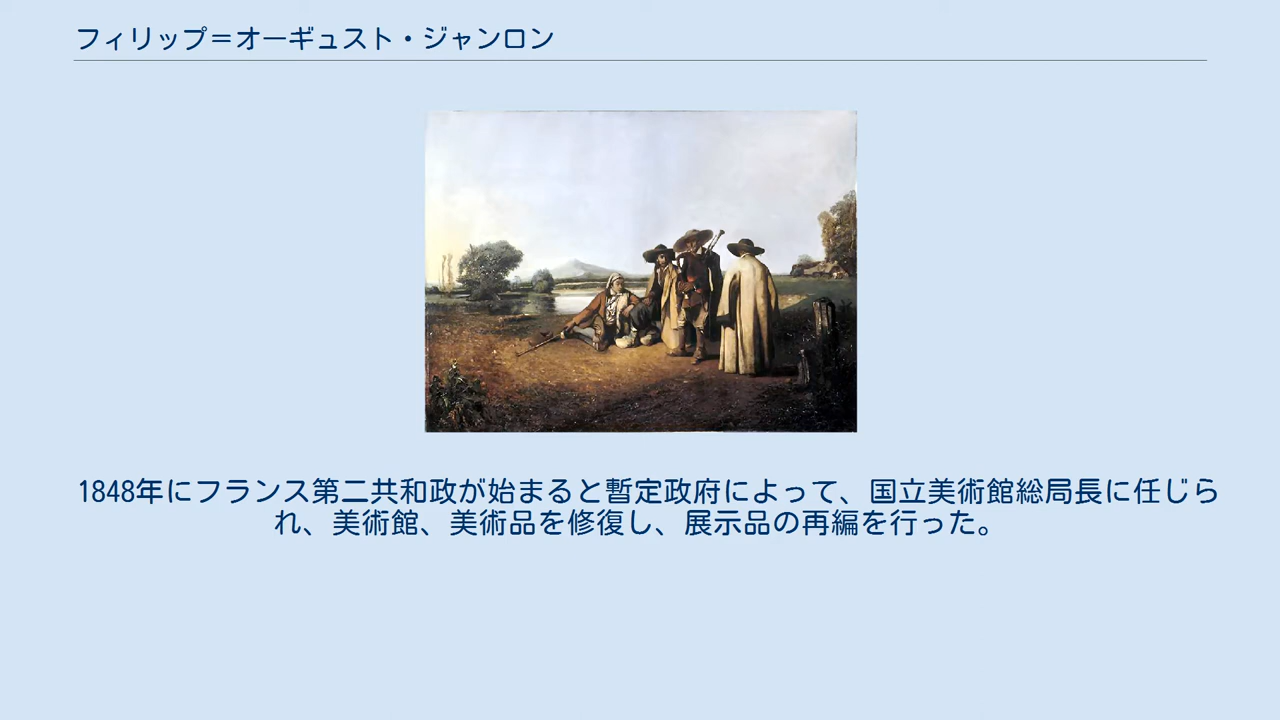 フィリップ＝オーギュスト・ジャンロン
1848年にフランス第二共和政が始まると暫定政府によって、国立美術館総局長に任じら
れ、美術館、美術品を修復し、展示品の再編を行った。